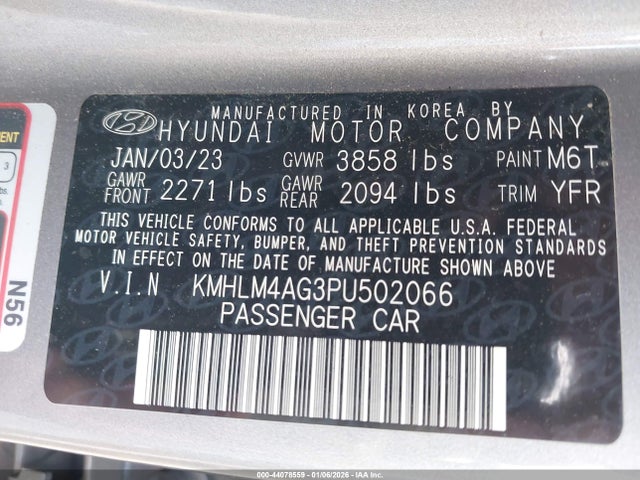 MANUFACTURED IN KOREA BY
HYUNDAI MOTOR COMPANY
JAN/03/23 GVWR 3858 lbs PAINT M6T
GAWR FRONT 2271 lbs GAWR REAR 2094 lbs TRIM YFR
THIS VEHICLE CONFORMS TO ALL APPLICABLE U.S.A. FEDERAL
MOTOR VEHICLE SAFETY, BUMPER, AND THEFT PREVENTION STANDARDS
IN EFFECT ON THE DATE OF MANUFACTURE SHOWN ABOVE
V.I.N KMHLM4AG3PU502066
PASSENGER CAR
3
N56
000-44078559 • 01/06/2026 • IAA Inc.